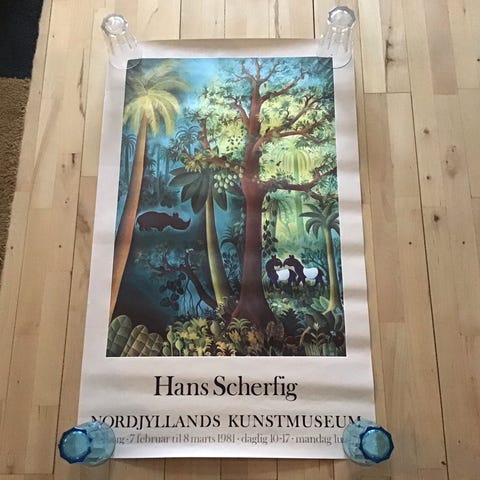 Hans Scherfig
NORDJYLLANDS KUNSTMUSEUM
7 februar til 8 marts 1981 · daglig 10-17 · mandag